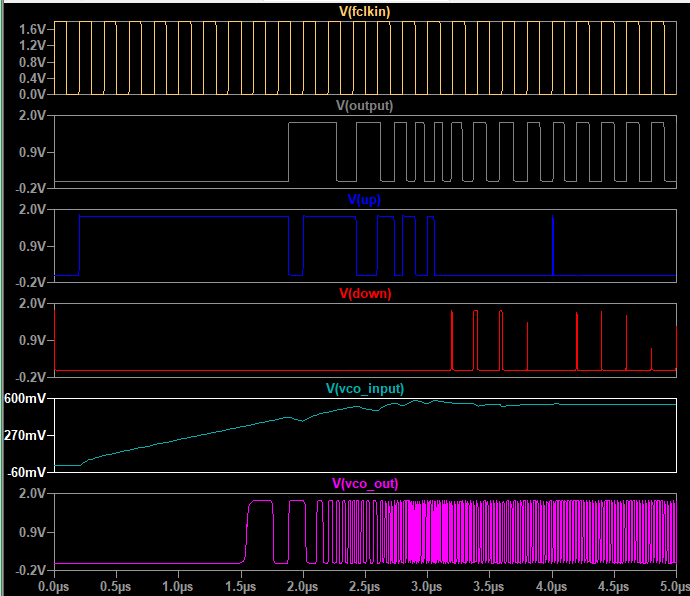 V(fclkin)
1.6V
1.2V
0.8V
0.4V
0.0V
V(output)
2.0V
0.9V
-0.2V
V(up)
2.0V
0.9V
-0.2V
V(down)
2.0V
0.9V
-0.2V
V(vco_input)
600mV
270mV
-60mV
V(vco_out)
2.0V
0.9V
-0.2V
0.0µs 0.5µs 1.0µs 1.5µs 2.0µs 2.5µs 3.0µs 3.5µs 4.0µs 4.5µs 5.0µs